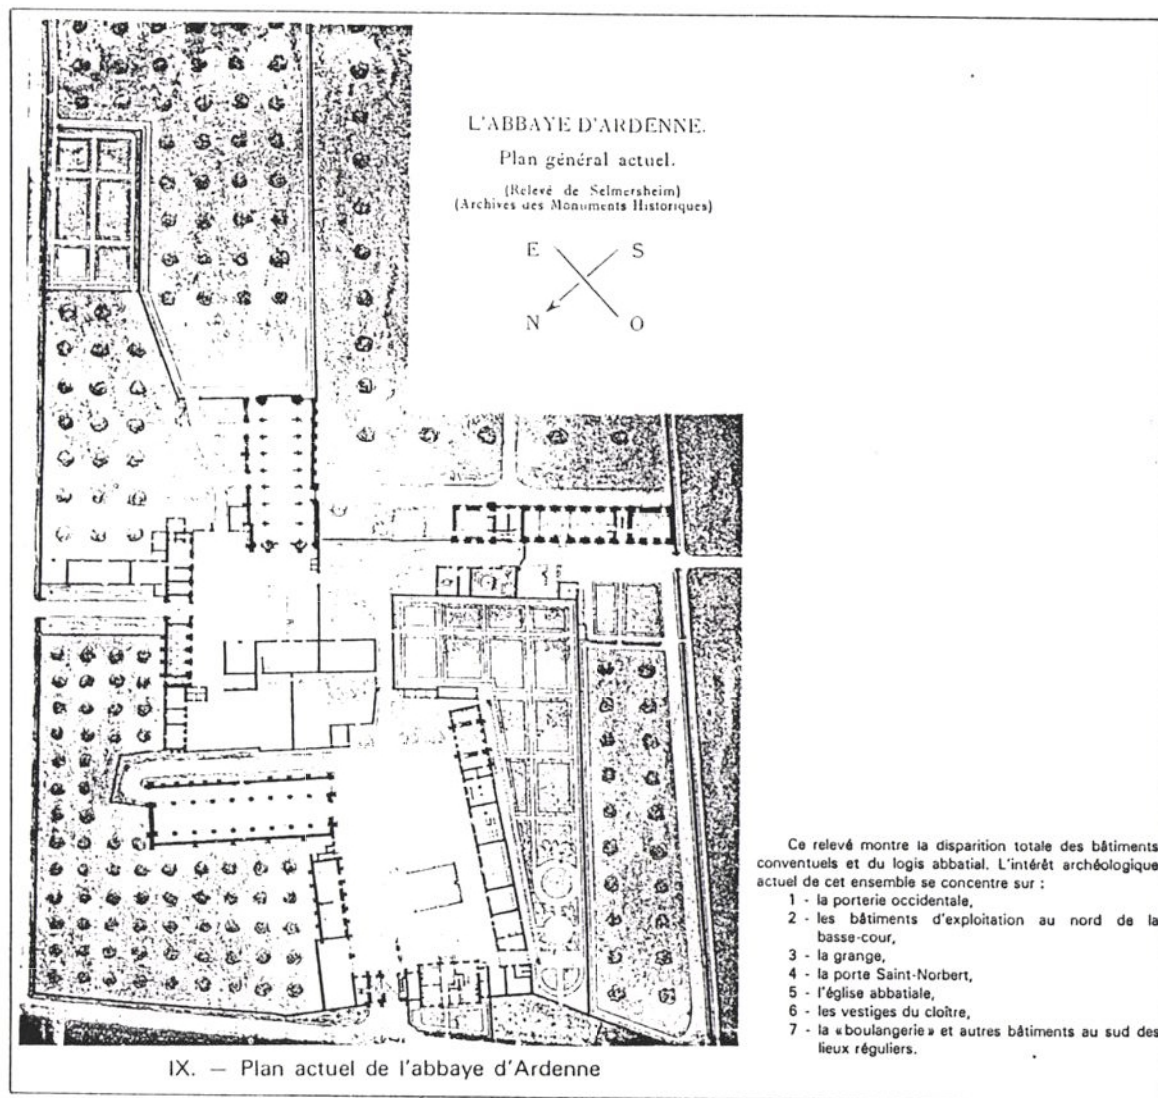 L'ABBAYE D'ARDENNE.
Plan général actuel.
(Relevé de Selmersheim)
(Archives des Monuments Historiques)
E S
N O
Ce relevé montre la disparition totale des bâtiments
conventuels et du logis abbatial. L'intérêt archéologique
actuel de cet ensemble se concentre sur :
1 - la porterie occidentale,
2 - les bâtiments d'exploitation au nord de la
basse-cour,
3 - la grange,
4 - la porte Saint-Norbert,
5 - l'église abbatiale,
6 - les vestiges du cloître,
7 - la «boulangerie» et autres bâtiments au sud des
lieux réguliers.
IX. — Plan actuel de l'abbaye d'Ardenne